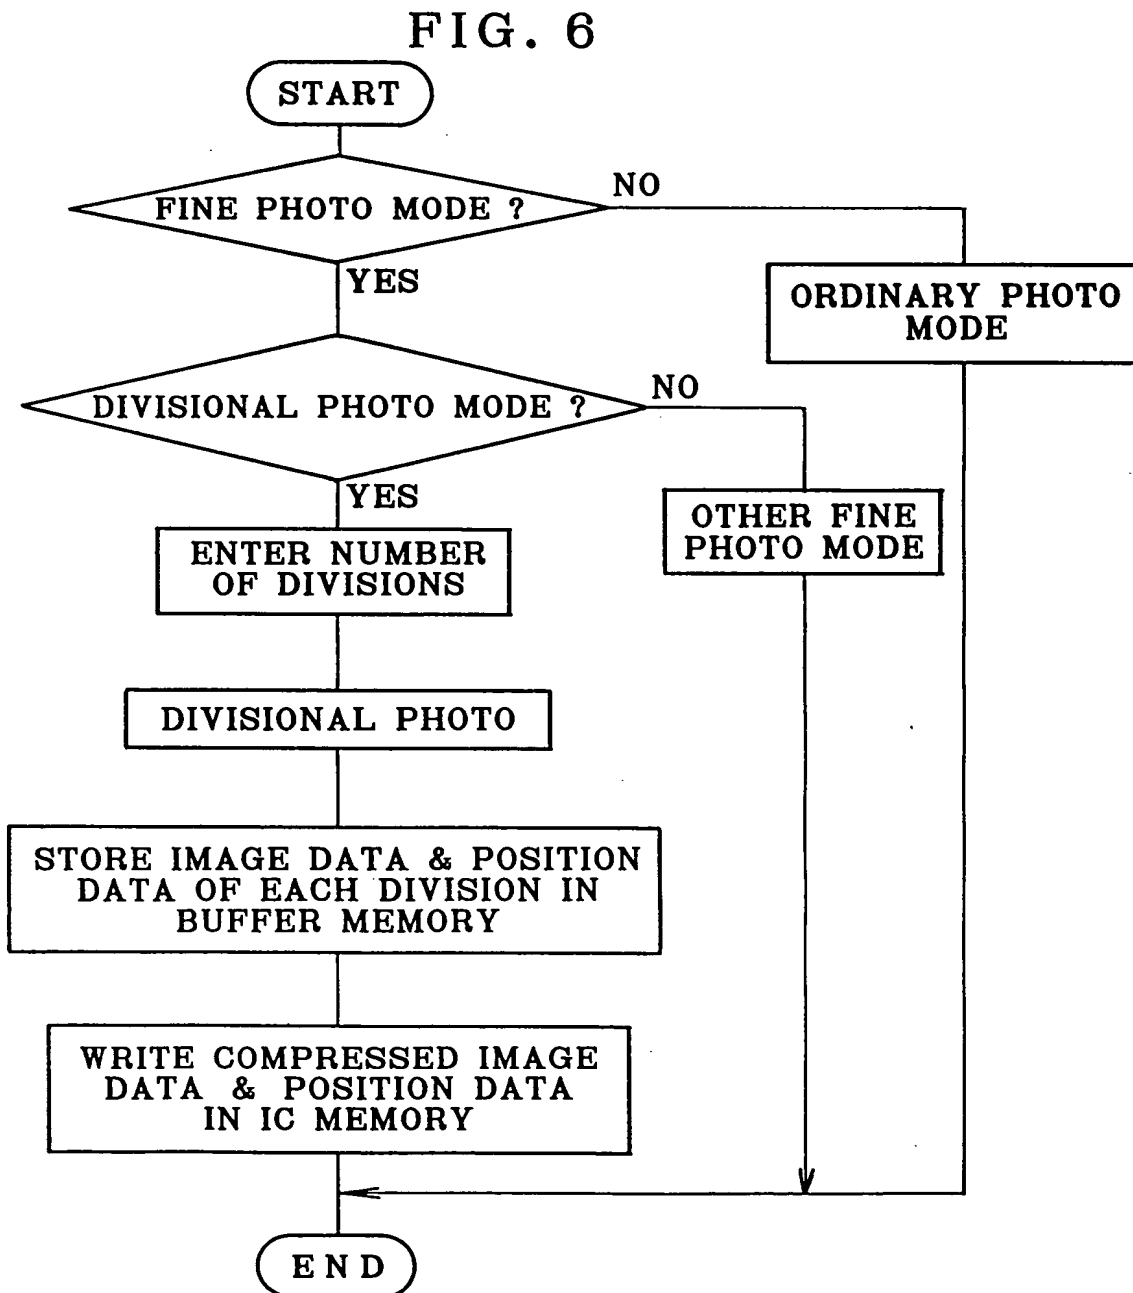 FIG. 6
START
FINE PHOTO MODE ?
NO
YES
ORDINARY PHOTO
MODE
DIVISIONAL PHOTO MODE ?
NO
YES
OTHER FINE
PHOTO MODE
ENTER NUMBER
OF DIVISIONS
DIVISIONAL PHOTO
STORE IMAGE DATA & POSITION
DATA OF EACH DIVISION IN
BUFFER MEMORY
WRITE COMPRESSED IMAGE
DATA & POSITION DATA
IN IC MEMORY
END